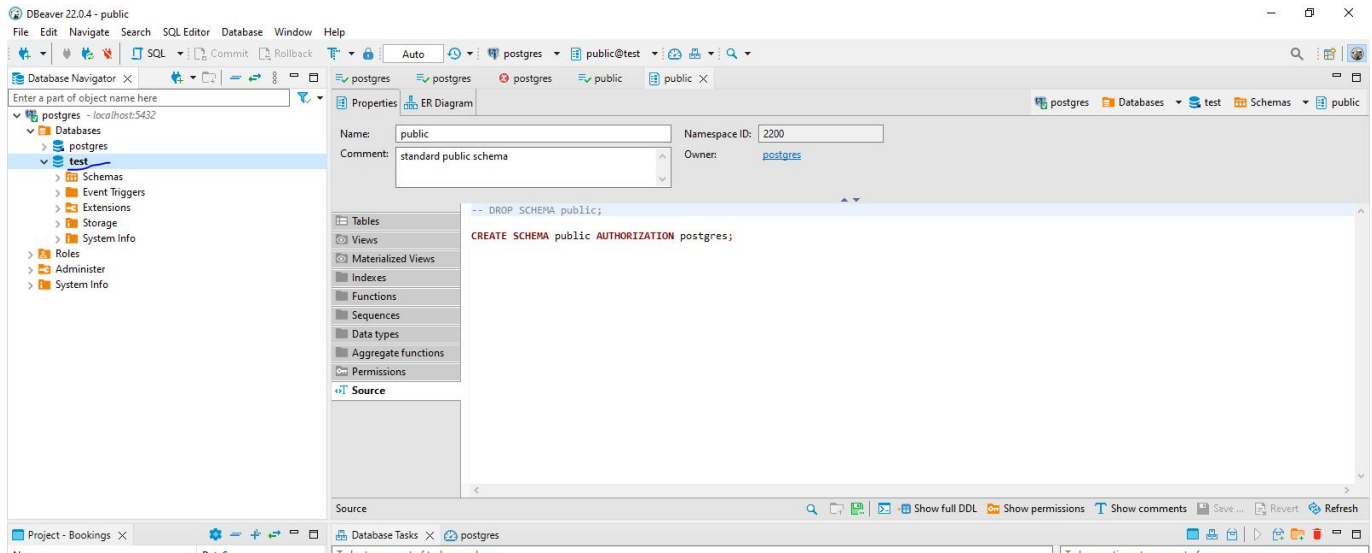 DBeaver 22.0.4 - public
File Edit Navigate Search SQL Editor Database Window Help
SQL Commit Rollback Auto postgres public@test
Database Navigator
postgres postgres postgres public public
Enter a part of object name here
Properties ER Diagram
postgres Databases test Schemas public
postgres - localhost:5432
Databases
postgres
test
Schemas
Event Triggers
Extensions
Storage
System Info
Roles
Administer
System Info
Name: public
Namespace ID: 2200
Comment: standard public schema
Owner: postgres
Tables
Views
Materialized Views
Indexes
Functions
Sequences
Data types
Aggregate functions
Permissions
Source
-- DROP SCHEMA public;
CREATE SCHEMA public AUTHORIZATION postgres;
Source
Show full DDL Show permissions Show comments Save ... Revert Refresh
Project - Bookings
Database Tasks postgres